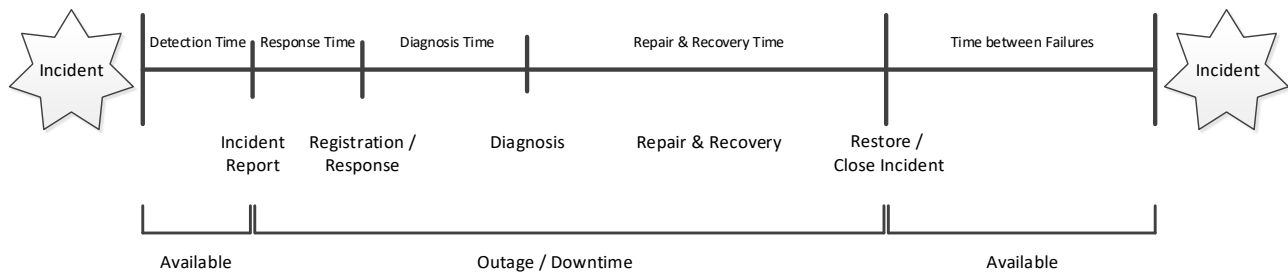 Detection Time
Response Time
Diagnosis Time
Repair & Recovery Time
Time between Failures
Incident
Incident
Incident
Report
Registration /
Response
Diagnosis
Repair & Recovery
Restore /
Close Incident
Available
Outage / Downtime
Available